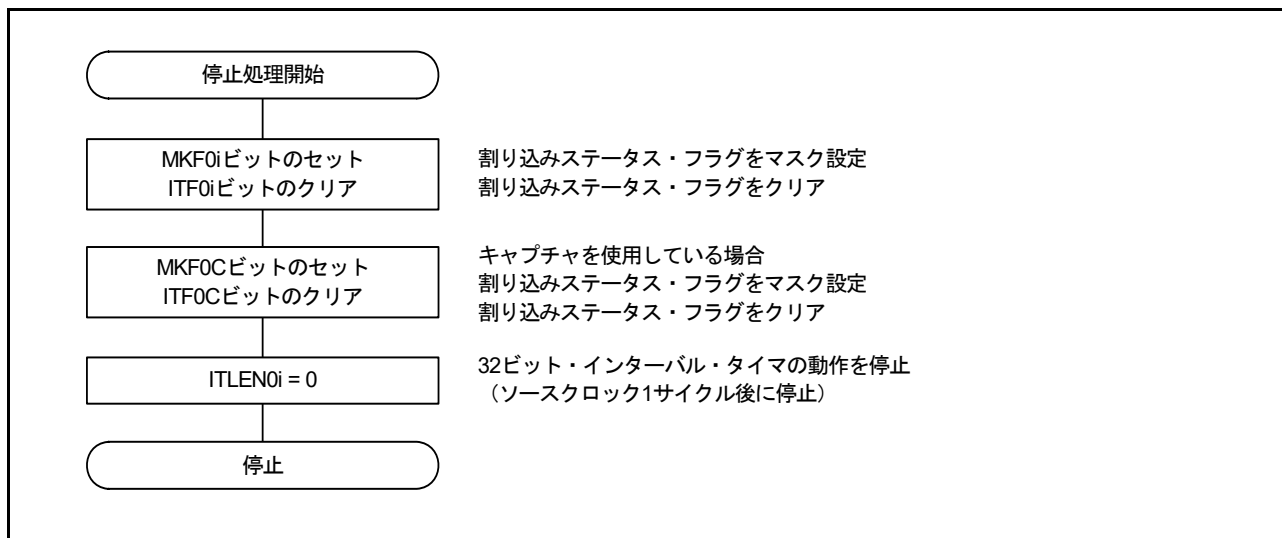 停止処理開始
MKF0iビットのセット
ITF0iビットのクリア
割り込みステータス・フラグをマスク設定
割り込みステータス・フラグをクリア
MKF0Cビットのセット
ITF0Cビットのクリア
キャプチャを使用している場合
割り込みステータス・フラグをマスク設定
割り込みステータス・フラグをクリア
ITLEN0i = 0
32ビット・インターバル・タイマの動作を停止
（ソースクロック1サイクル後に停止）
停止